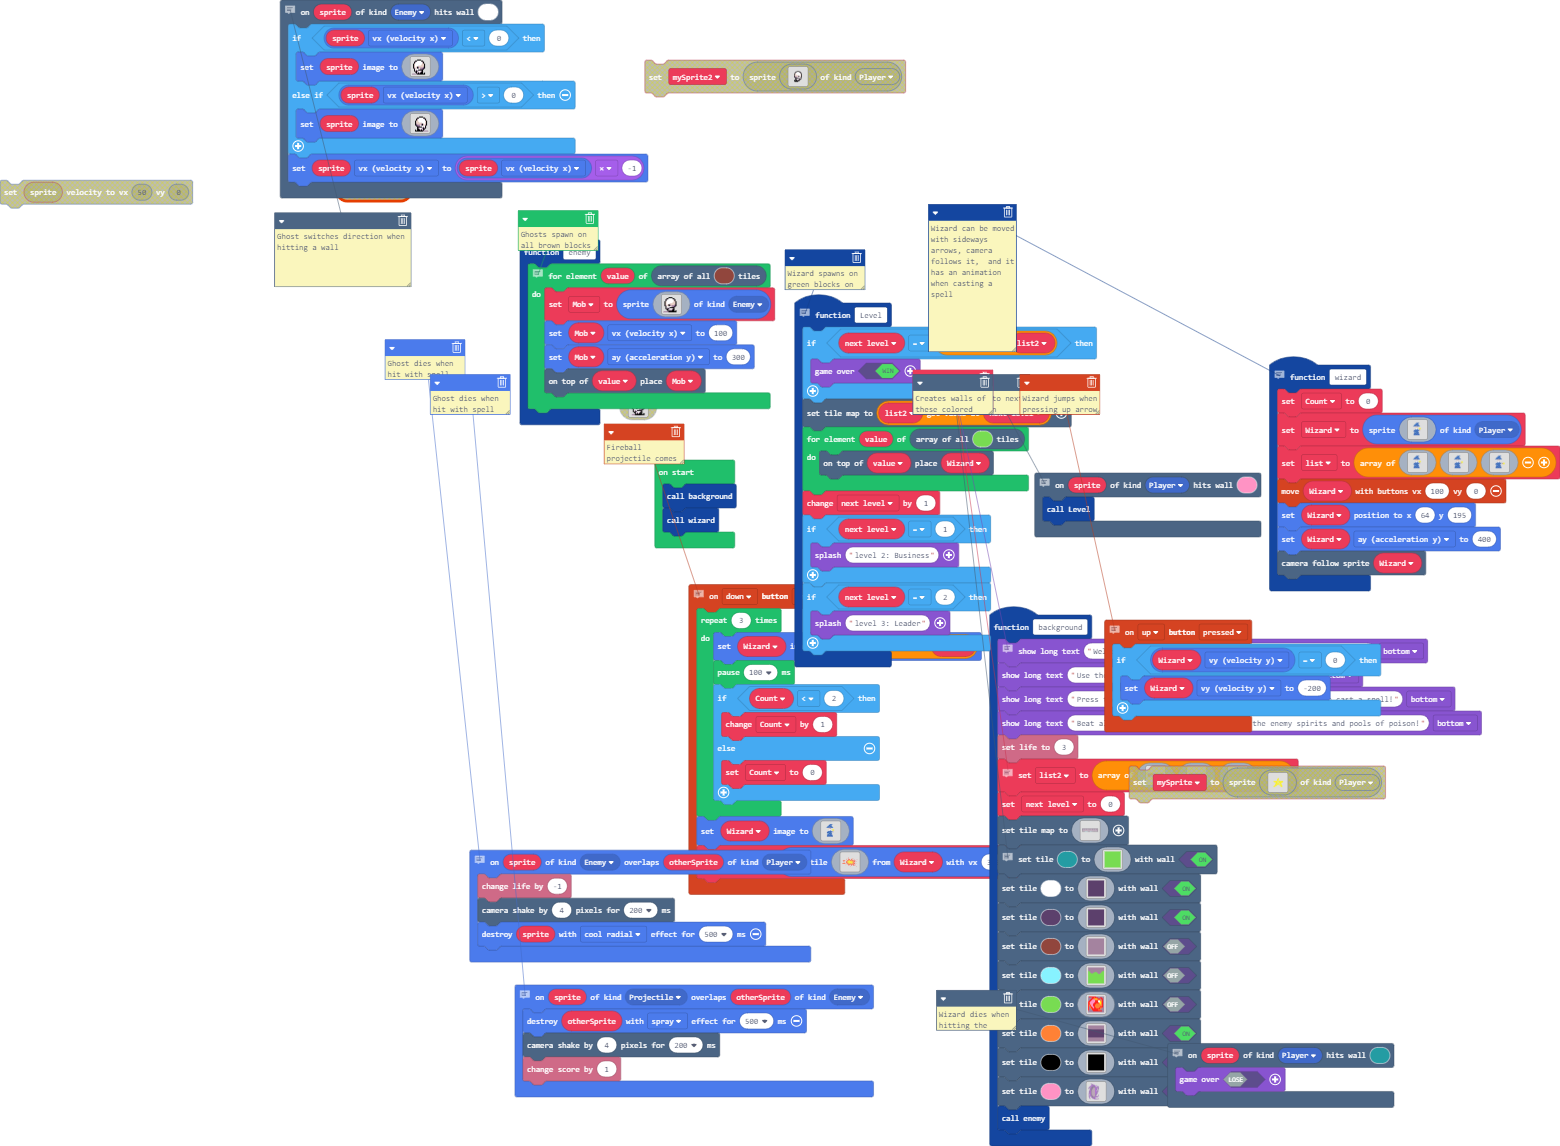 on sprite of kind Enemy hits wall
if sprite vx (velocity x) < 0 then
set sprite image to
else if sprite vx (velocity x) > 0 then
set sprite image to
set sprite vx (velocity x) to sprite vx (velocity x) × -1
set mySprite2 to sprite of kind Player
set sprite velocity to vx 50 vy 0
Ghost switches direction when
hitting a wall
Ghosts spawn on
all brown blocks
function enemy
for element value of array of all tiles
do
set Mob to sprite of kind Enemy
set Mob vx (velocity x) to 100
set Mob ay (acceleration y) to 300
on top of value place Mob
Ghost dies when
hit with spell
Ghost dies when
hit with spell
Fireball
projectile comes
on start
call background
call wizard
Wizard spawns on
green blocks on
Wizard can be moved
with sideways
arrows, camera
follows it, and it
has an animation
when casting a
spell
function Level
if next level = list2 then
game over WIN
set tile map to list2
for element value of array of all tiles
do
on top of value place Wizard
change next level by 1
if next level = 1 then
splash "level 2: Business"
if next level = 2 then
splash "level 3: Leader"
Creates walls of
these colored
Wizard jumps when
pressing up arrow
on sprite of kind Player hits wall
call Level
function wizard
set Count to 0
set Wizard to sprite of kind Player
set list to array of
move Wizard with buttons vx 100 vy 0
set Wizard position to x 64 y 195
set Wizard ay (acceleration y) to 400
camera follow sprite Wizard
on down button
repeat 3 times
do
set Wizard
pause 100 ms
if Count < 2 then
change Count by 1
else
set Count to 0
set Wizard image to
on sprite of kind Enemy overlaps otherSprite of kind Player tile from Wizard with vx
change life by -1
camera shake by 4 pixels for 200 ms
destroy sprite with cool radial effect for 500 ms
on sprite of kind Projectile overlaps otherSprite of kind Enemy
destroy otherSprite with spray effect for 500 ms
camera shake by 4 pixels for 200 ms
change score by 1
function background
show long text bottom
show long text "Use
show long text "Press spell!" bottom
show long text "Beat a the enemy spirits and pools of poison!" bottom
set life to 3
set list2 to array
set next level to 0
set tile map to
set tile to with wall ON
set tile to with wall ON
set tile to with wall ON
set tile to with wall OFF
set tile to with wall OFF
tile to with wall OFF
set tile to with wall ON
set tile to with wall
set tile to with wall
call enemy
on up button pressed
if Wizard vy (velocity y) = 0 then
set Wizard vy (velocity y) to -200
set mySprite to sprite of kind Player
Wizard dies when
hitting the
on sprite of kind Player hits wall
game over LOSE